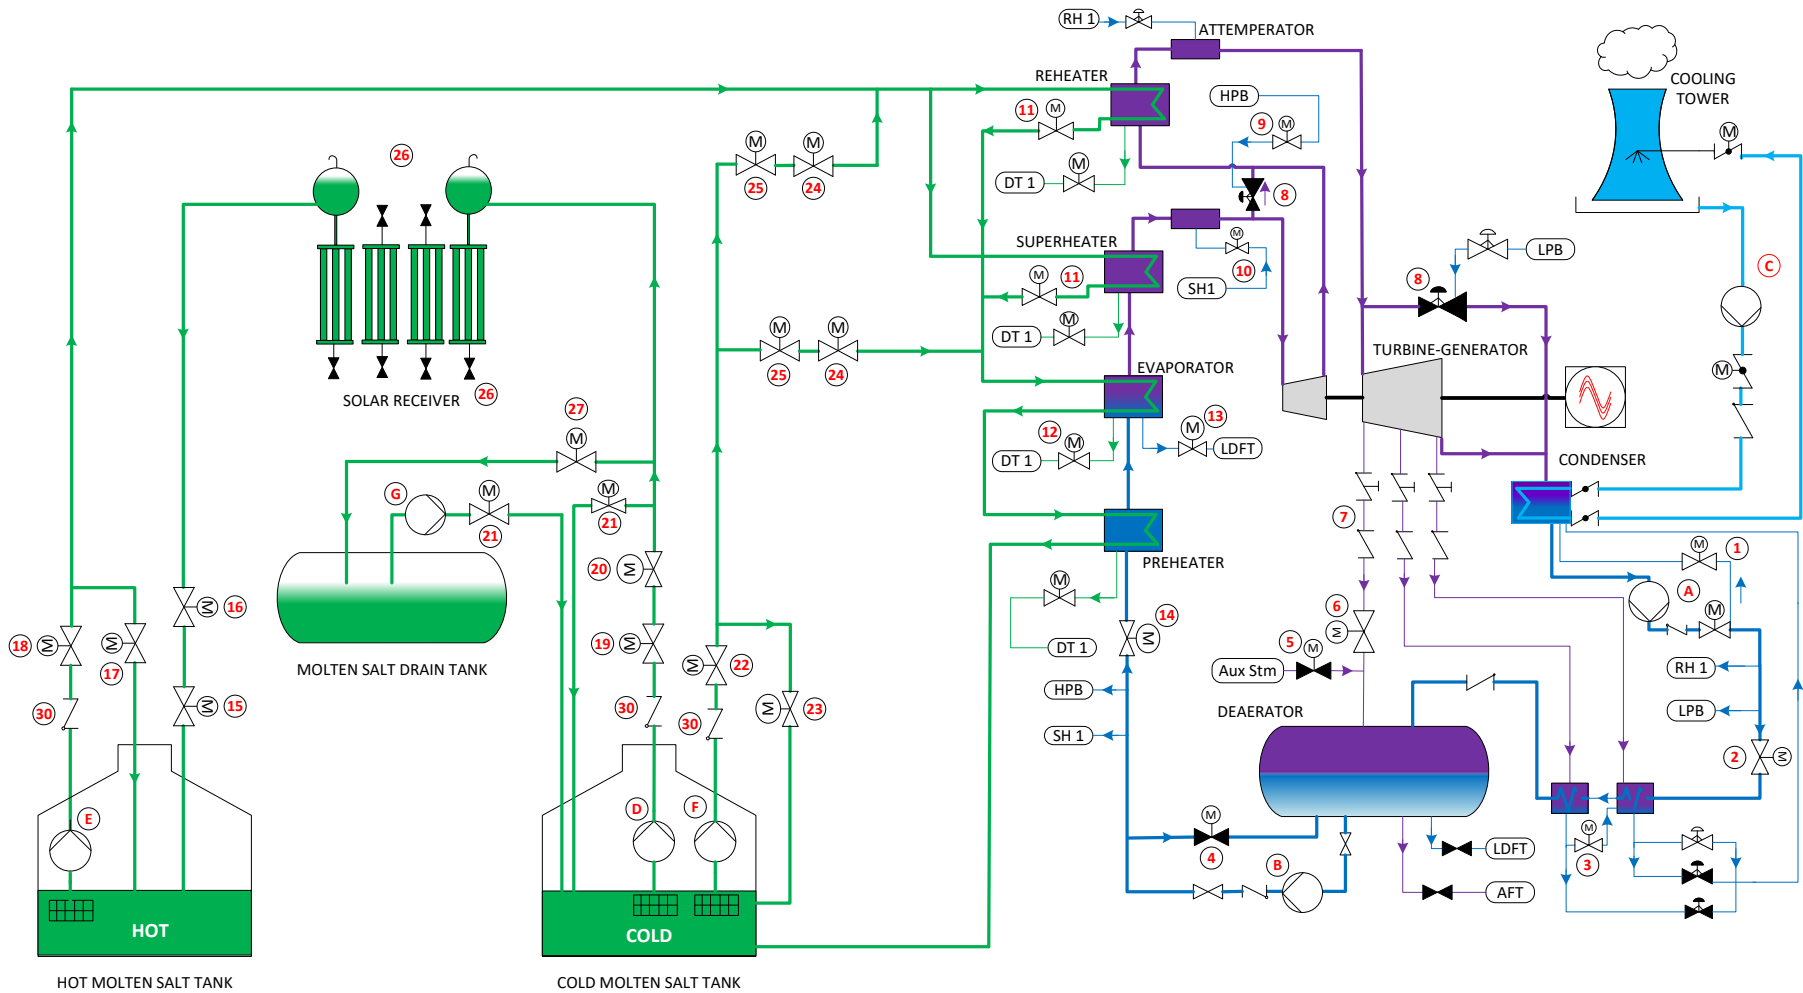 RH 1
ATTEMPERATOR
COOLING
TOWER
REHEATER
HPB
M
11
M
9
M
M
26
M
M
25
24
DT 1
M
8
SUPERHEATER
M
10
SH1
LPB
8
C
M
11
M
M
25
24
DT 1
M
TURBINE-GENERATOR
M
EVAPORATOR
SOLAR RECEIVER
26
27
M
12
M
DT 1
M
13
LDFT
CONDENSER
G
M
21
M
21
7
20
M
PREHEATER
M
1
A
M
M
DT 1
M
14
6
M
5
M
Aux Stm
16
M
18
M
M
17
19
M
M
22
MOLTEN SALT DRAIN TANK
RH 1
HPB
LPB
SH 1
DEAERATOR
30
M
15
30
30
M
23
2
M
E
D
F
M
4
B
M
3
LDFT
AFT
HOT
COLD
HOT MOLTEN SALT TANK
COLD MOLTEN SALT TANK